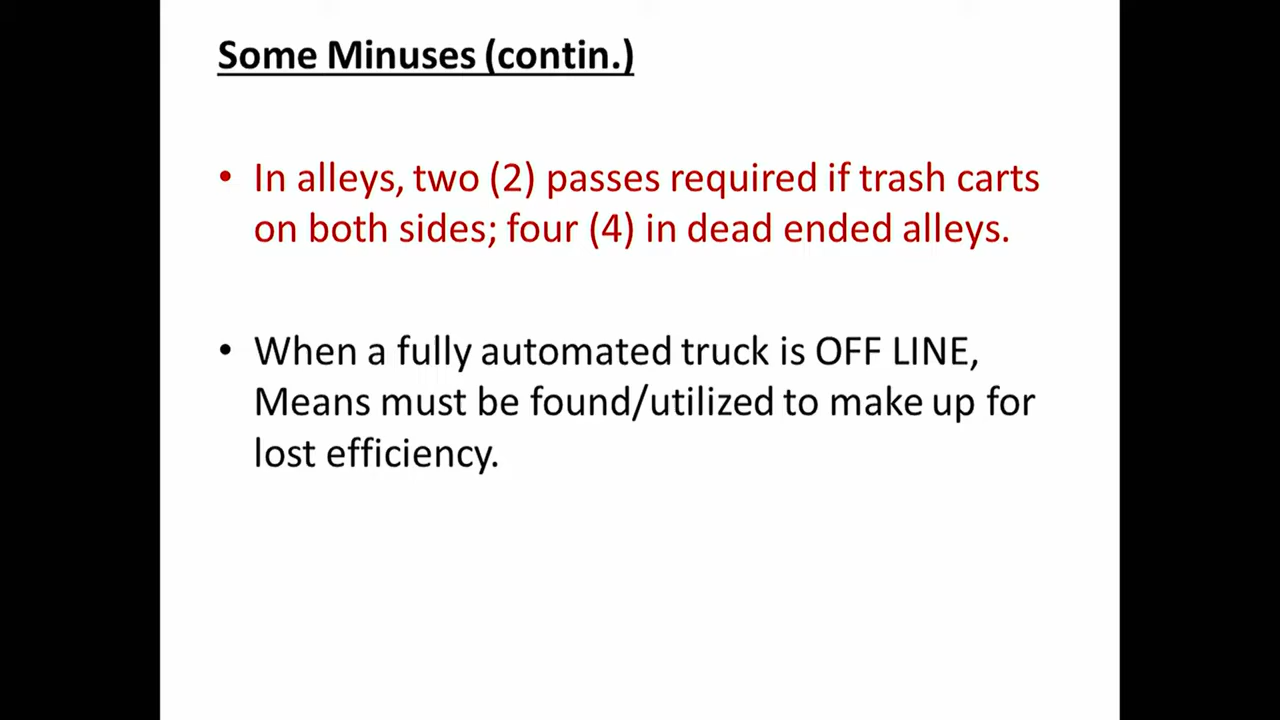 Some Minuses (contin.)
• In alleys, two (2) passes required if trash carts
on both sides; four (4) in dead ended alleys.
• When a fully automated truck is OFF LINE,
Means must be found/utilized to make up for
lost efficiency.